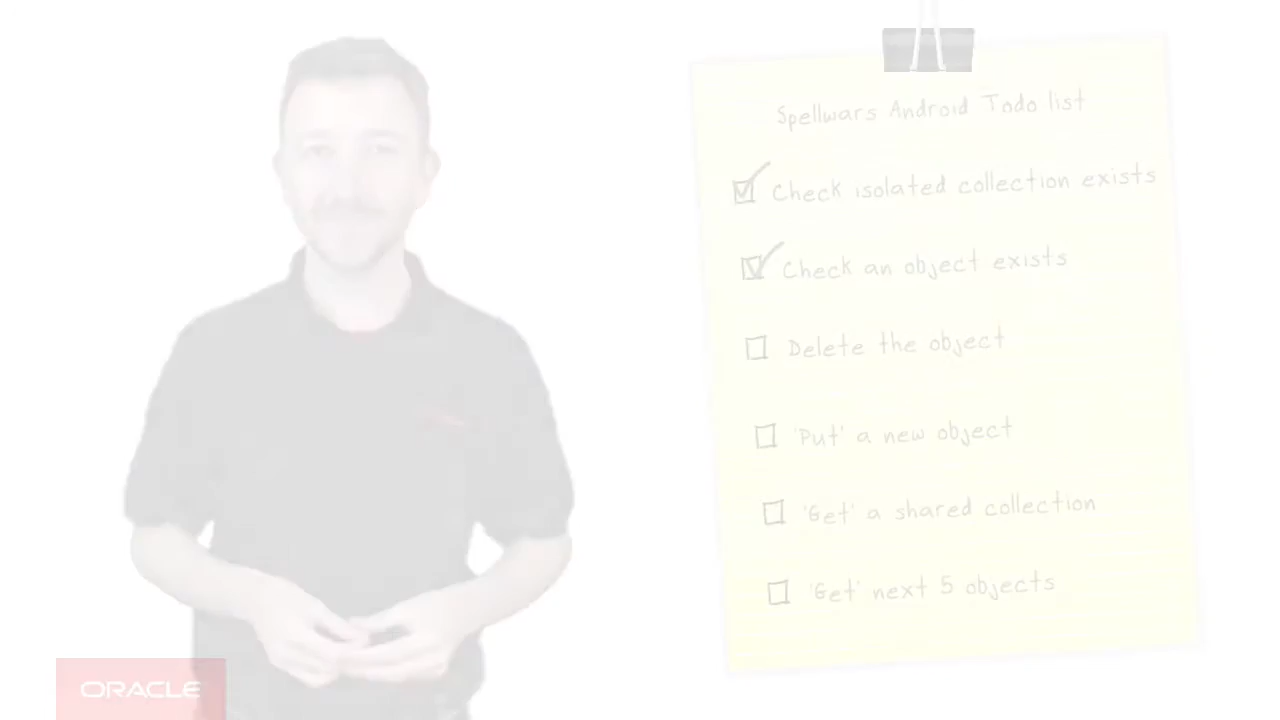 Spellwars Android Todo list
Check isolated collection exists
Check an object exists
Delete the object
'Put' a new object
'Get' a shared collection
'Get' next 5 objects
ORACLE